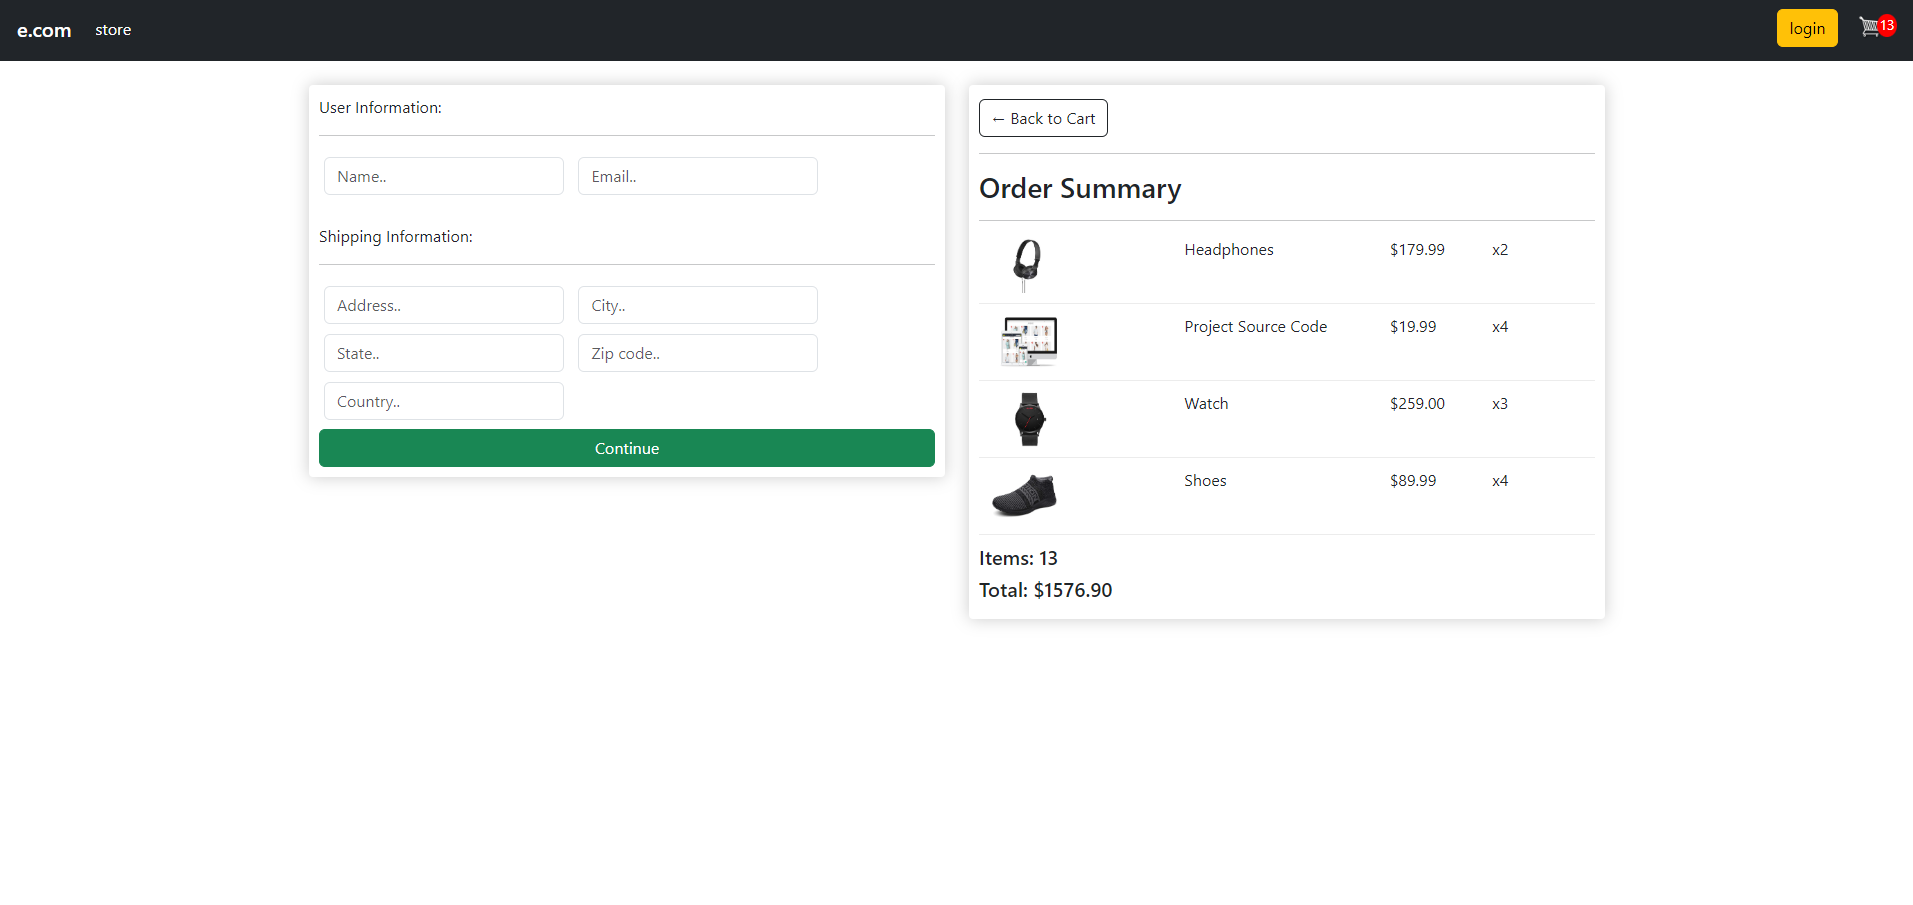 e.com store login 13
User Information:
Name.. Email..
Shipping Information:
Address.. City..
State.. Zip code..
Country..
Continue
← Back to Cart
Order Summary
Headphones $179.99 x2
Project Source Code $19.99 x4
Watch $259.00 x3
Shoes $89.99 x4
Items: 13
Total: $1576.90